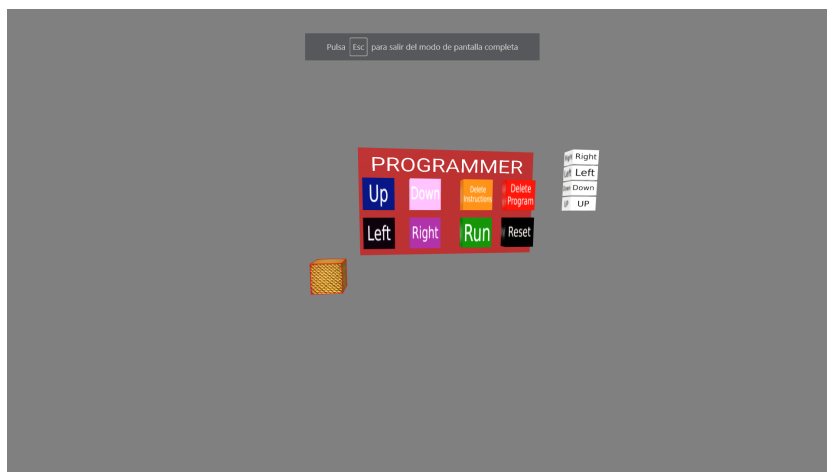 Pulsa Esc para salir del modo de pantalla completa
PROGRAMMER
Up Down Delete Instructions Delete Program
Left Right Run Reset
Right
Left
Down
UP